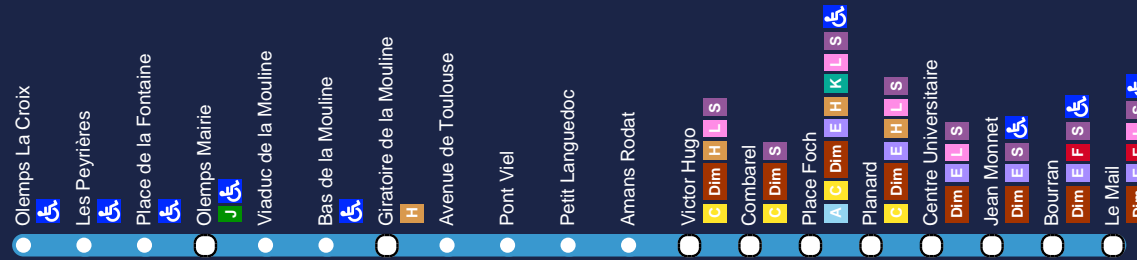 Olemps La Croix
Les Peyrières
Place de la Fontaine
Olemps Mairie
J
Viaduc de la Mouline
Bas de la Mouline
Giratoire de la Mouline
H
Avenue de Toulouse
Pont Viel
Petit Languedoc
Amans Rodat
Victor Hugo
C Dim H L S
Combarel
C Dim S
Place Foch
A C Dim E H K L S
Planard
C Dim E H L S
Centre Universitaire
Dim E L S
Jean Monnet
Dim E S
Bourran
Dim E F S
Le Mail
Dim E F L S